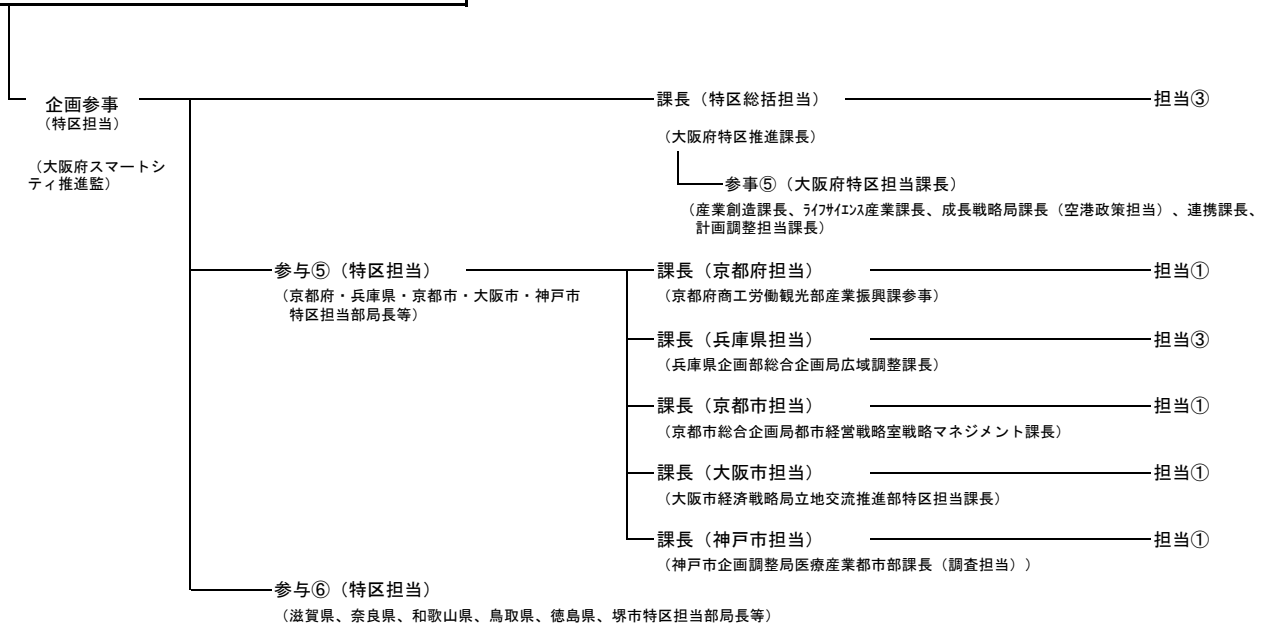 企画参事
（特区担当）
（大阪府スマートシ
ティ推進監）
課長（特区総括担当）
担当③
（大阪府特区推進課長）
参事⑤（大阪府特区担当課長）
（産業創造課長、ﾗｲﾌｻｲｴﾝｽ産業課長、成長戦略局課長（空港政策担当）、連携課長、
計画調整担当課長）
参与⑤（特区担当）
（京都府・兵庫県・京都市・大阪市・神戸市
特区担当部局長等）
課長（京都府担当）
担当①
（京都府商工労働観光部産業振興課参事）
課長（兵庫県担当）
担当③
（兵庫県企画部総合企画局広域調整課長）
課長（京都市担当）
担当①
（京都市総合企画局都市経営戦略室戦略マネジメント課長）
課長（大阪市担当）
担当①
（大阪市経済戦略局立地交流推進部特区担当課長）
課長（神戸市担当）
担当①
（神戸市企画調整局医療産業都市部課長（調査担当））
参与⑥（特区担当）
（滋賀県、奈良県、和歌山県、鳥取県、徳島県、堺市特区担当部局長等）